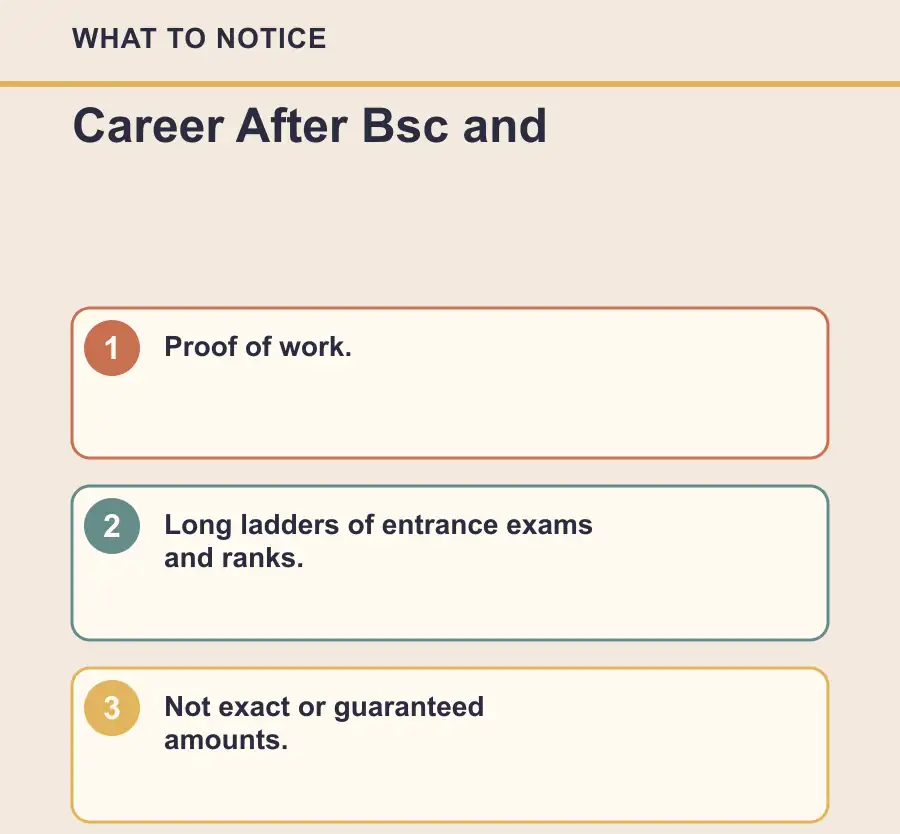 WHAT TO NOTICE
Career After Bsc and
1
Proof of work.
2
Long ladders of entrance exams
and ranks.
3
Not exact or guaranteed
amounts.